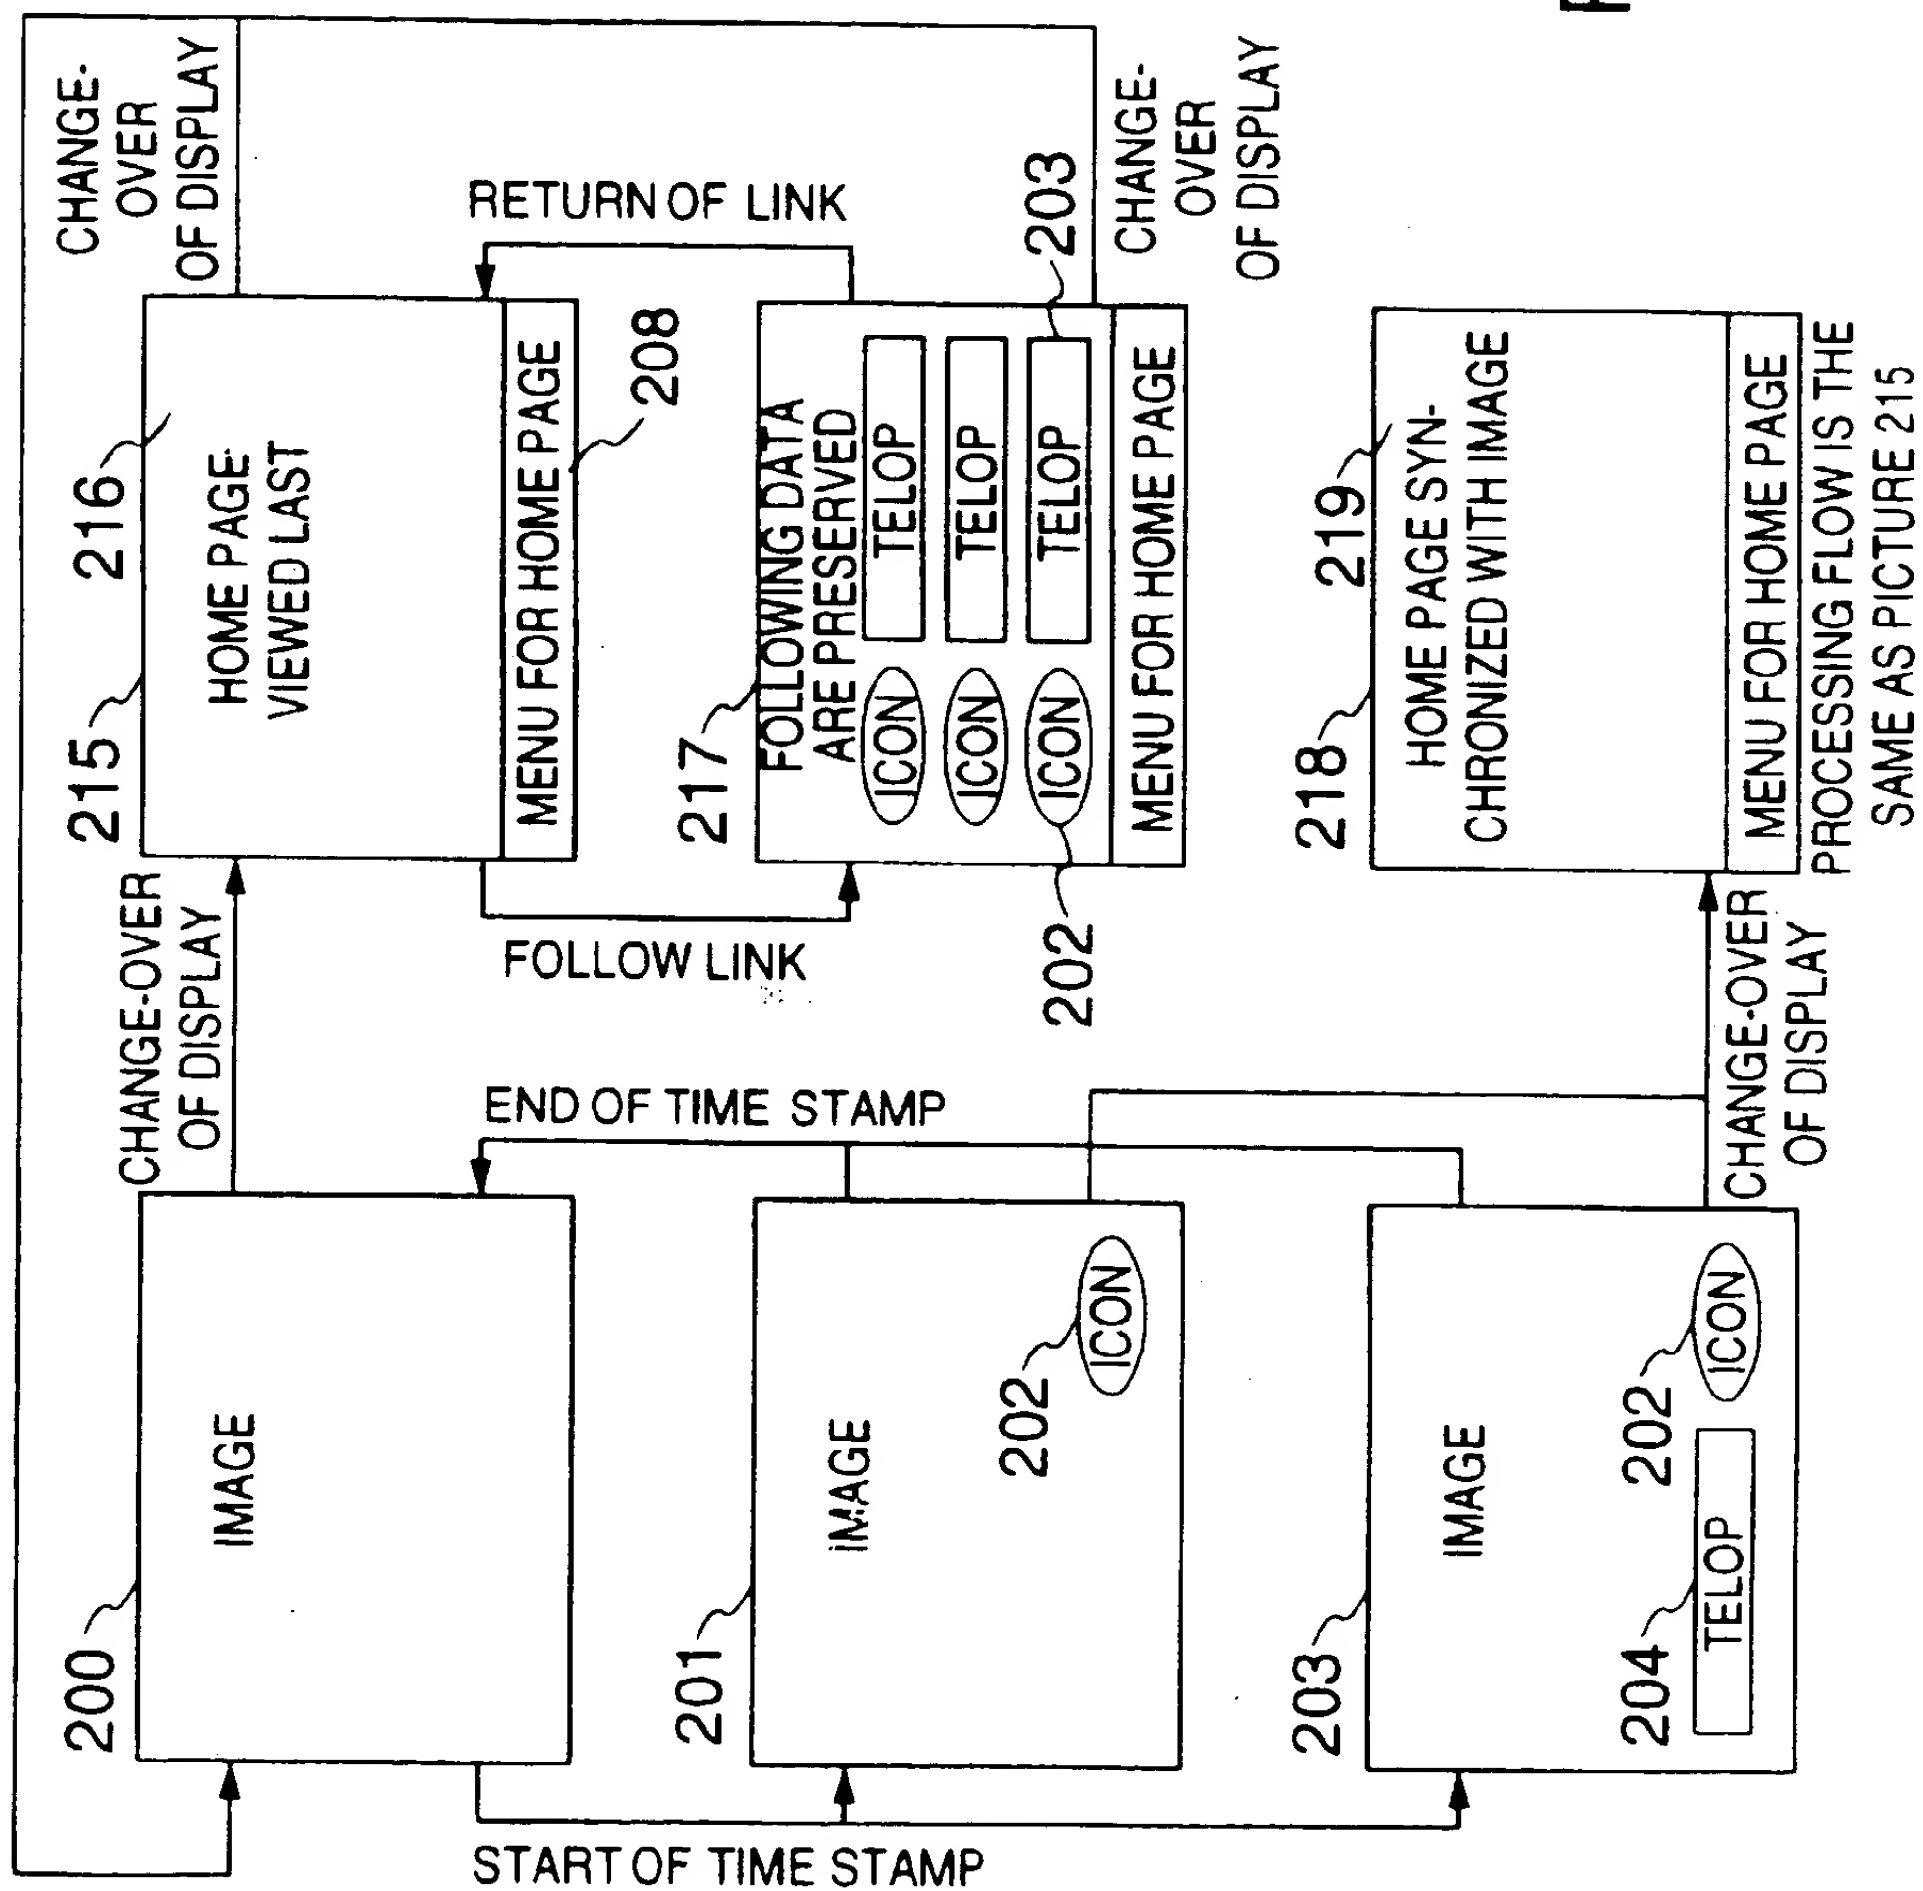 200
IMAGE
CHANGE-OVER
OF DISPLAY
215
216
HOME PAGE
VIEWED LAST
MENU FOR HOME PAGE
208
CHANGE-
OVER
OF DISPLAY
START OF TIME STAMP
END OF TIME STAMP
FOLLOW LINK
RETURN OF LINK
201
IMAGE
202
ICON
217
FOLLOWING DATA
ARE PRESERVED
ICON TELOP
ICON TELOP
ICON TELOP
202
203
MENU FOR HOME PAGE
CHANGE-
OVER
OF DISPLAY
203
IMAGE
204
202
TELOP ICON
CHANGE-OVER
OF DISPLAY
218
219
HOME PAGE SYN-
CHRONIZED WITH IMAGE
MENU FOR HOME PAGE
PROCESSING FLOW IS THE
SAME AS PICTURE 215